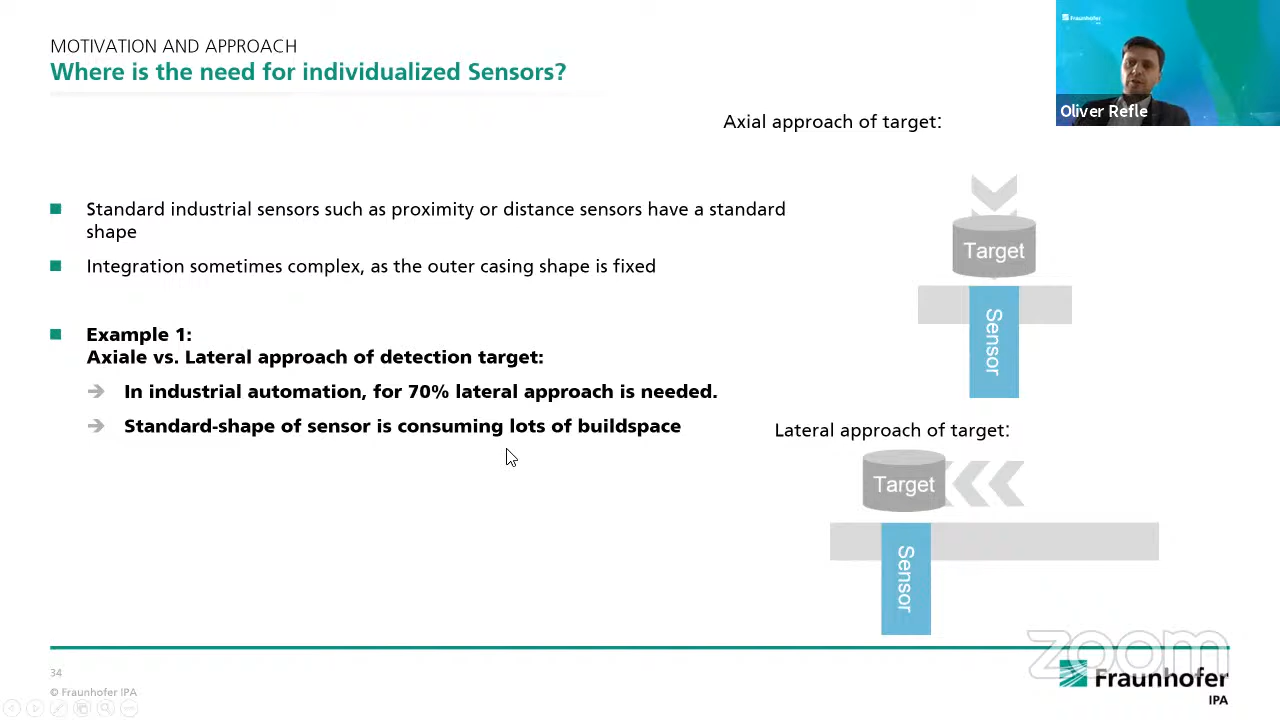 MOTIVATION AND APPROACH
Where is the need for individualized Sensors?
Fraunhofer
Oliver Refle
Axial approach of target:
Standard industrial sensors such as proximity or distance sensors have a standard
shape
Integration sometimes complex, as the outer casing shape is fixed
Example 1:
Axiale vs. Lateral approach of detection target:
In industrial automation, for 70% lateral approach is needed.
Standard-shape of sensor is consuming lots of buildspace
Target
Sensor
Lateral approach of target:
Target
Sensor
34
© Fraunhofer IPA
zoom
Fraunhofer
IPA